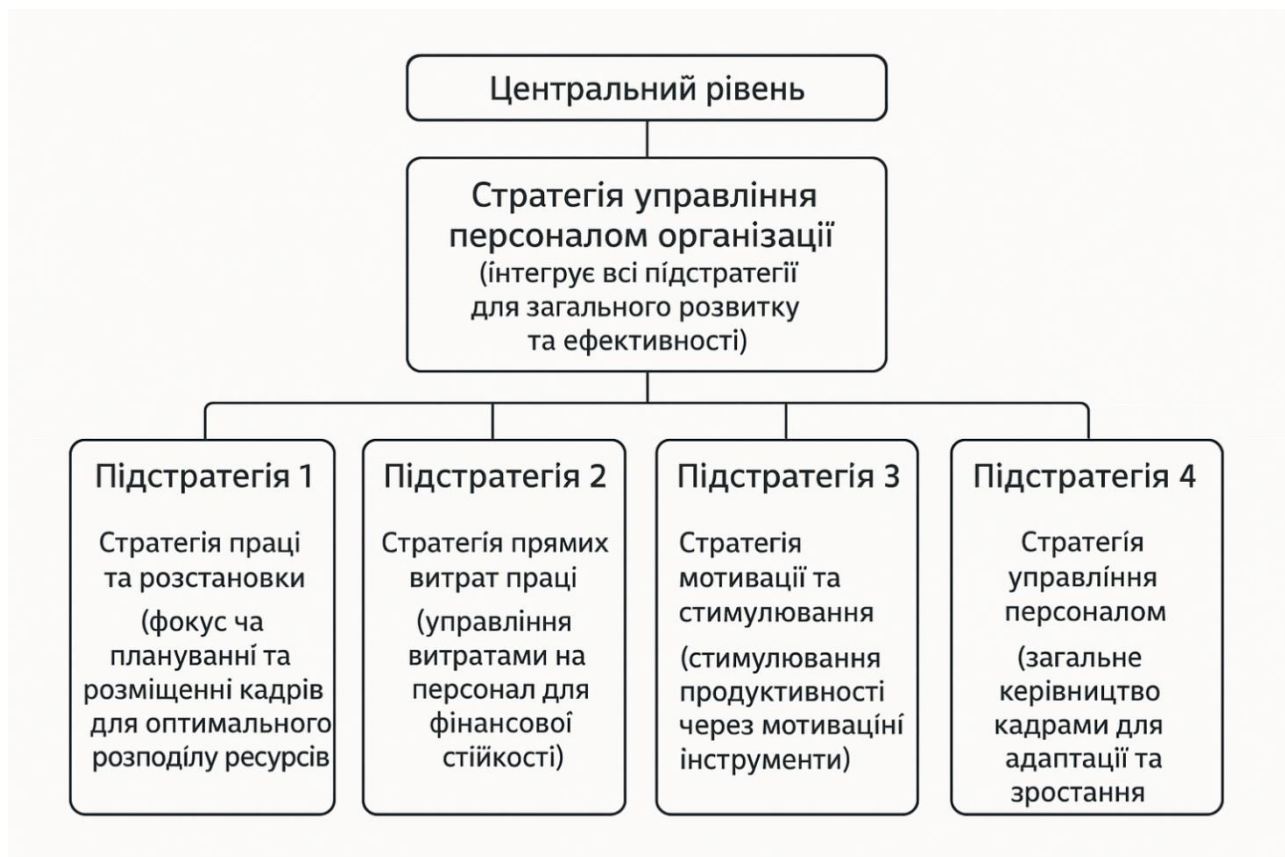 Центральний рівень
Стратегія управління
персоналом організації
(інтегрує всі підстратегії
для загального розвитку
та ефективності)
Підстратегія 1
Стратегія праці
та розстановки
(фокус ча
плануванні та
розміщенні кадрів
для оптимального
розподілу ресурсів
Підстратегія 2
Стратегія прямих
витрат праці
(управління
витратами на
персонал для
фінансової
стійкості)
Підстратегія 3
Стратегія
мотивації та
стимулювання
(стимулювання
продуктивності
через мотиваціні
інструменти)
Підстратегія 4
Стратегія
управління
персоналом
(загальне
керівництво
кадрами для
адаптації та
зростання